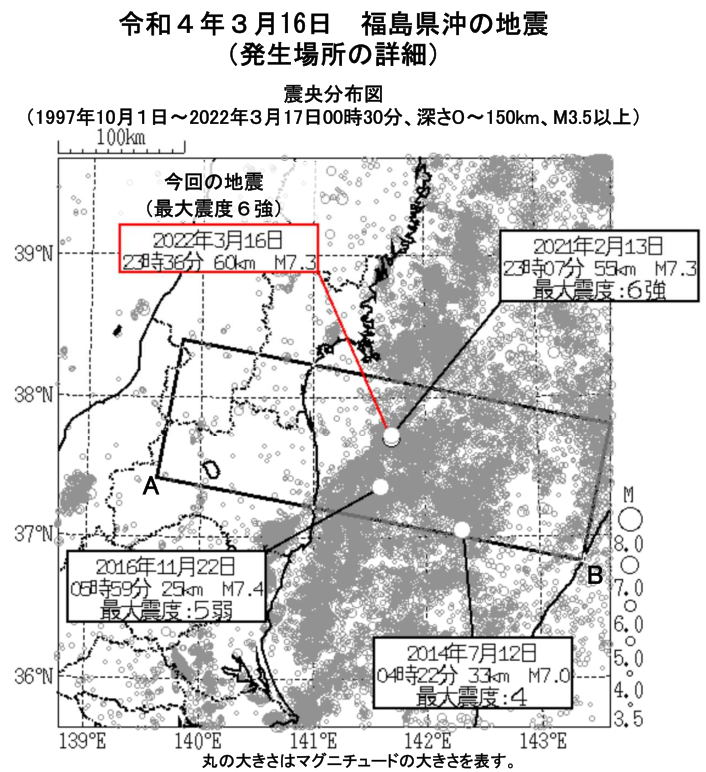 令和４年３月16日　福島県沖の地震
（発生場所の詳細）
震央分布図
（1997年10月１日～2022年３月17日00時30分、深さ０～150km、M3.5以上）
100km
今回の地震
（最大震度６強）
2022年3月16日
23時36分 60km M7.3
2021年2月13日
23時07分 55km M7.3
最大震度：6強
39°N
38°N
37°N
36°N
A
B
2016年11月22日
05時59分 25km M7.4
最大震度：5弱
2014年7月12日
04時22分 33km M7.0
最大震度：4
M
8.0
7.0
6.0
5.0
4.0
3.5
139°E 140°E 141°E 142°E 143°E
丸の大きさはマグニチュードの大きさを表す。